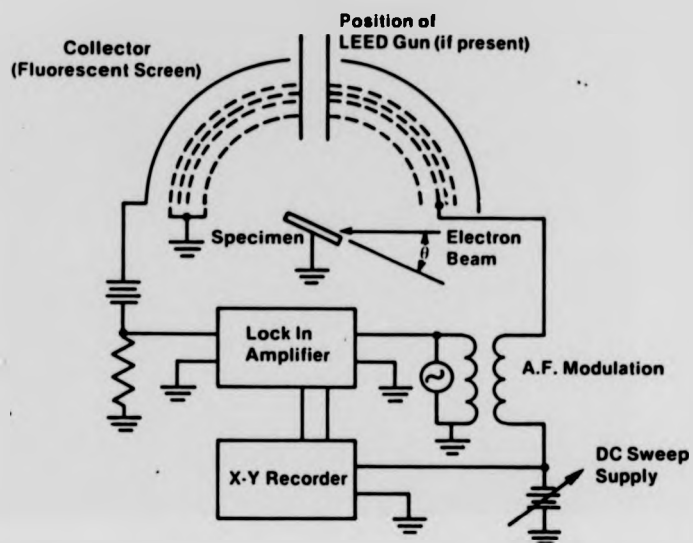 Position of
LEED Gun (if present)
Collector
(Fluorescent Screen)
Specimen
Electron
Beam
θ
Lock In
Amplifier
A.F. Modulation
X-Y Recorder
DC Sweep
Supply